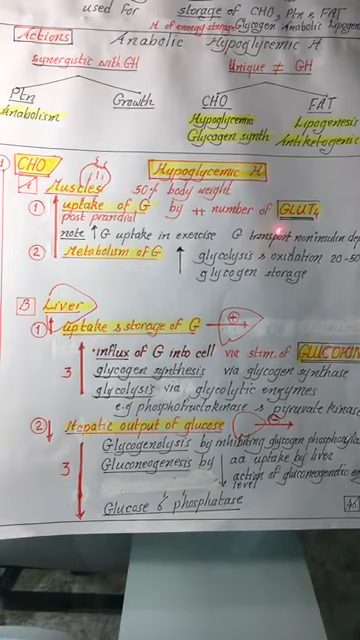 used for storage of CHO, Ptn & FAT
H of energy storage Glycogen Anabolic Lipogen
Actions Anabolic Hypoglycemic H
synergistic with GH Unique ≠ GH
Ptn Growth CHO FAT
Anabolism Hypoglycemia Lipogenesis
Glycogen synth Antiketogenic
CHO Hypoglycemic H
A Muscles 50% body weight
① ↑ uptake of G by ++ number of GLUT4
post prandial
note ↑ G uptake in exercise G transport noninsulin dep
② Metabolism of G ↑ glycolysis & oxidation 20-50
glycogen storage
B Liver
① ↑ uptake & storage of G (+)
• influx of G into cell via stim. of GLUCOKIN
3 glycogen synthesis via glycogen synthase
glycolysis via glycolytic enzymes
e.g phosphofructokinase & pyruvate kinase
② ↓ Hepatic output of glucose
Glycogenolysis by inhibiting glycogen phosphoryla
3 Gluconeogenesis by ↓ aa uptake by liver
action of gluconeogenic en
level
Glucose 6 phosphatase